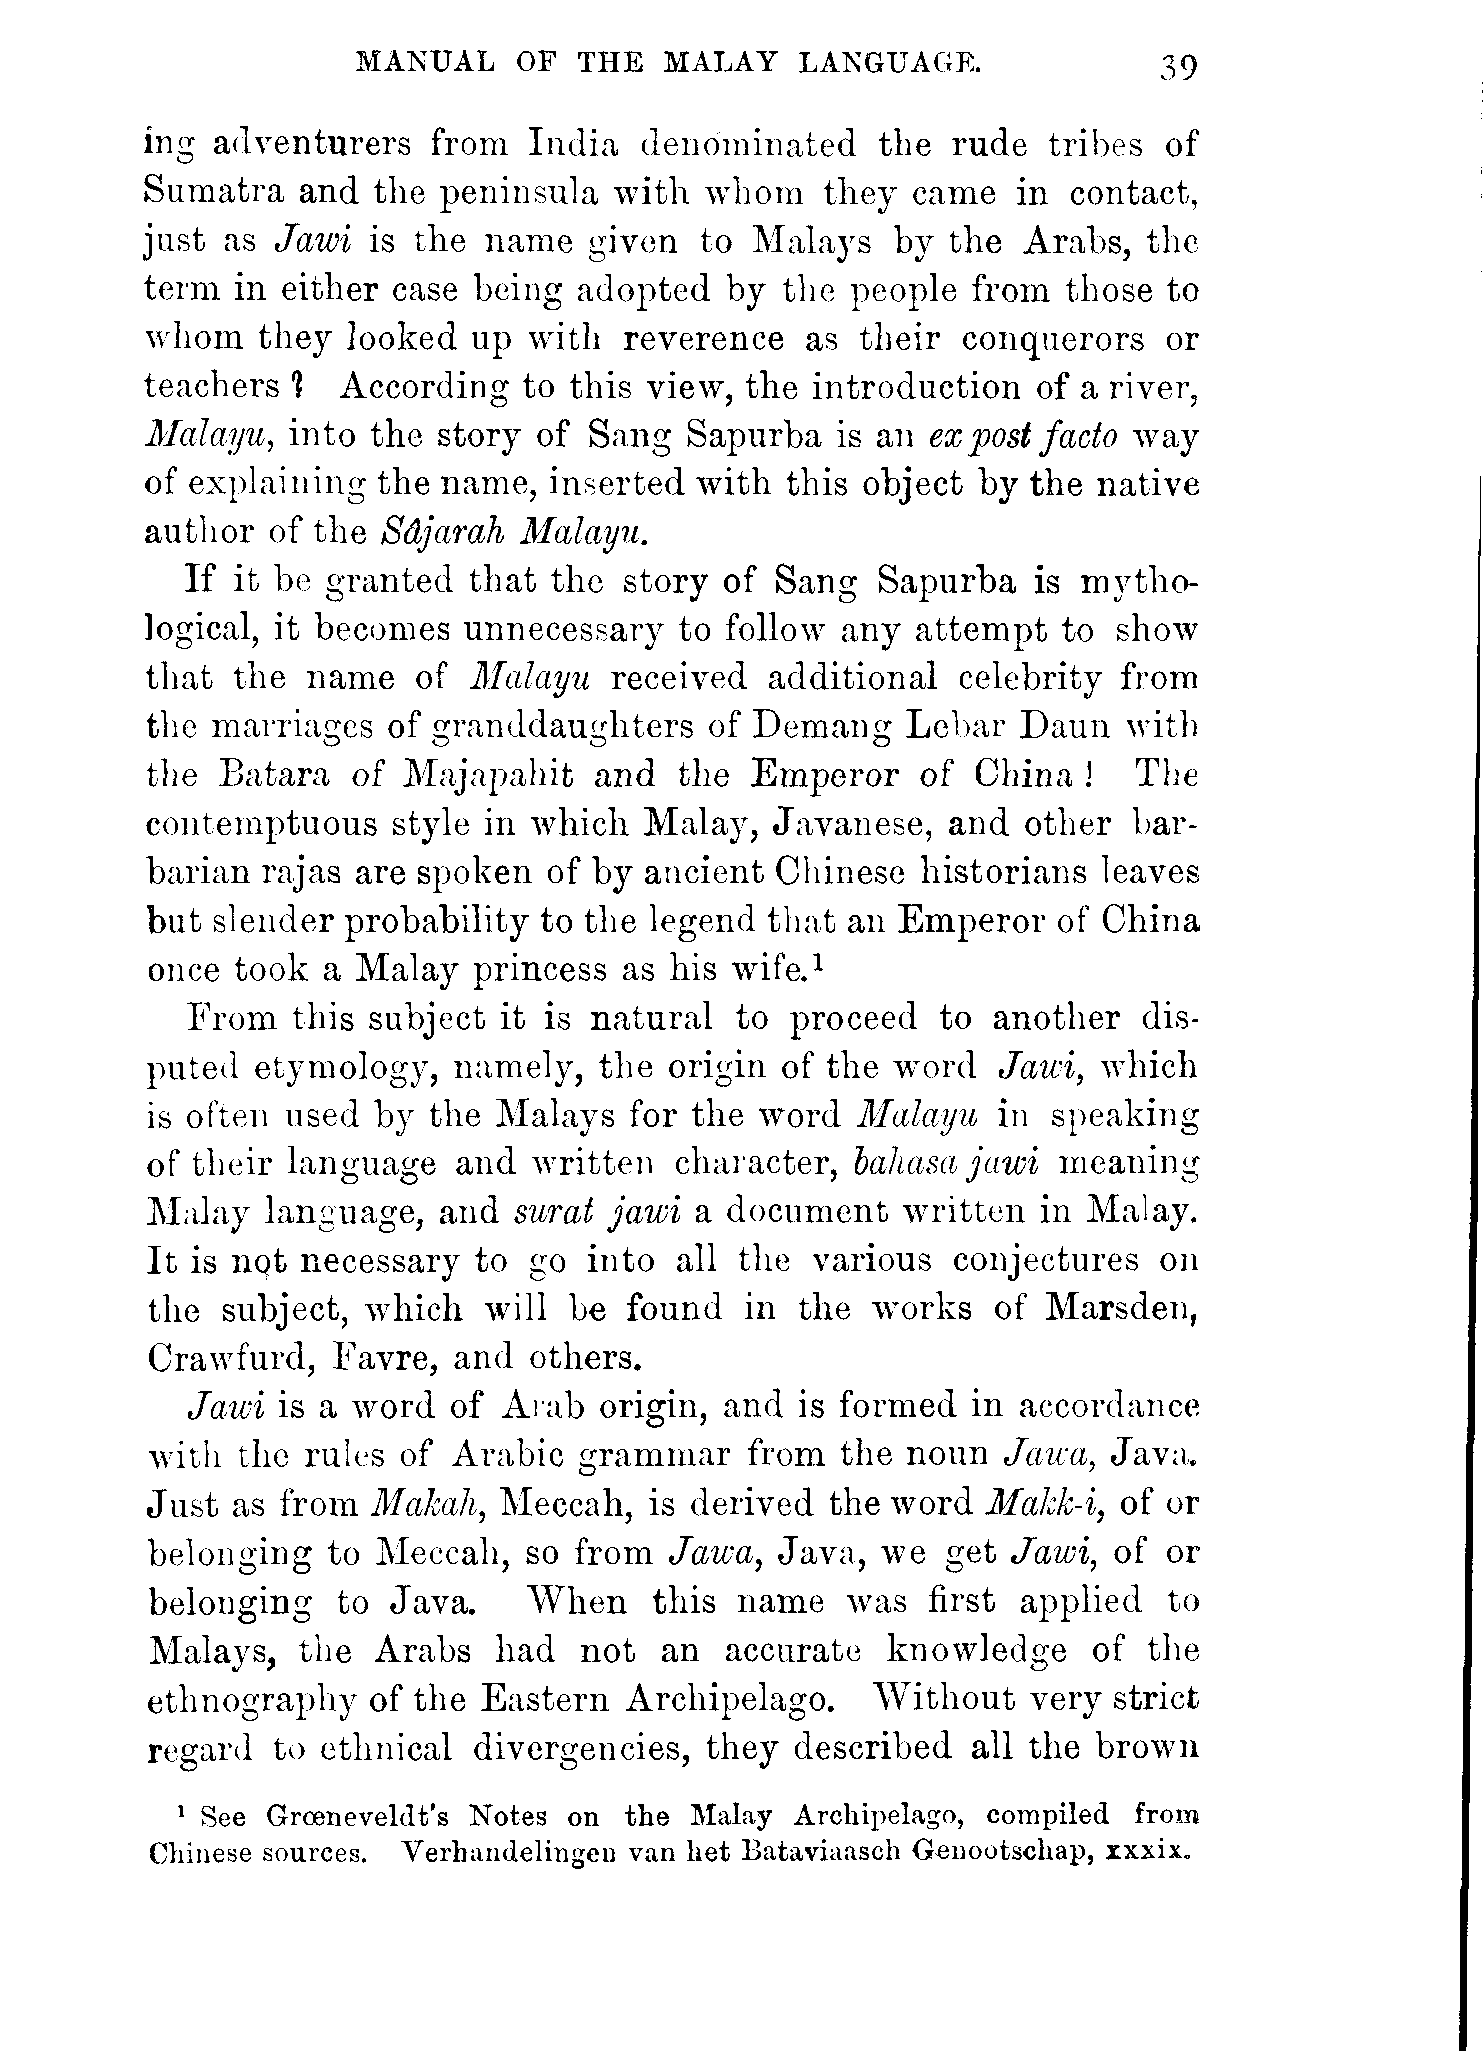 MANUAL OF THE MALAY LANGUAGE. 39
ing adventurers from India denominated the rude tribes of
Sumatra and the peninsula with whom they came in contact,
just as Jawi is the name given to Malays by the Arabs, the
term in either case being adopted by the people from those to
whom they looked up with reverence as their conquerors or
teachers? According to this view, the introduction of a river,
Malayu, into the story of Sang Sapurba is an ex post facto way
of explaining the name, inserted with this object by the native
author of the Sâjarah Malayu.
If it be granted that the story of Sang Sapurba is mytho-
logical, it becomes unnecessary to follow any attempt to show
that the name of Malayu received additional celebrity from
the marriages of granddaughters of Demang Lebar Daun with
the Batara of Majapahit and the Emperor of China! The
contemptuous style in which Malay, Javanese, and other bar-
barian rajas are spoken of by ancient Chinese historians leaves
but slender probability to the legend that an Emperor of China
once took a Malay princess as his wife.¹
From this subject it is natural to proceed to another dis-
puted etymology, namely, the origin of the word Jawi, which
is often used by the Malays for the word Malayu in speaking
of their language and written character, bahasa jawi meaning
Malay language, and surat jawi a document written in Malay.
It is not necessary to go into all the various conjectures on
the subject, which will be found in the works of Marsden,
Crawfurd, Favre, and others.
Jawi is a word of Arab origin, and is formed in accordance
with the rules of Arabic grammar from the noun Jawa, Java.
Just as from Makah, Meccah, is derived the word Makk-i, of or
belonging to Meccah, so from Jawa, Java, we get Jawi, of or
belonging to Java. When this name was first applied to
Malays, the Arabs had not an accurate knowledge of the
ethnography of the Eastern Archipelago. Without very strict
regard to ethnical divergencies, they described all the brown
¹ See Grœneveldt's Notes on the Malay Archipelago, compiled from
Chinese sources. Verhandelingen van het Bataviaasch Genootschap, xxxix.